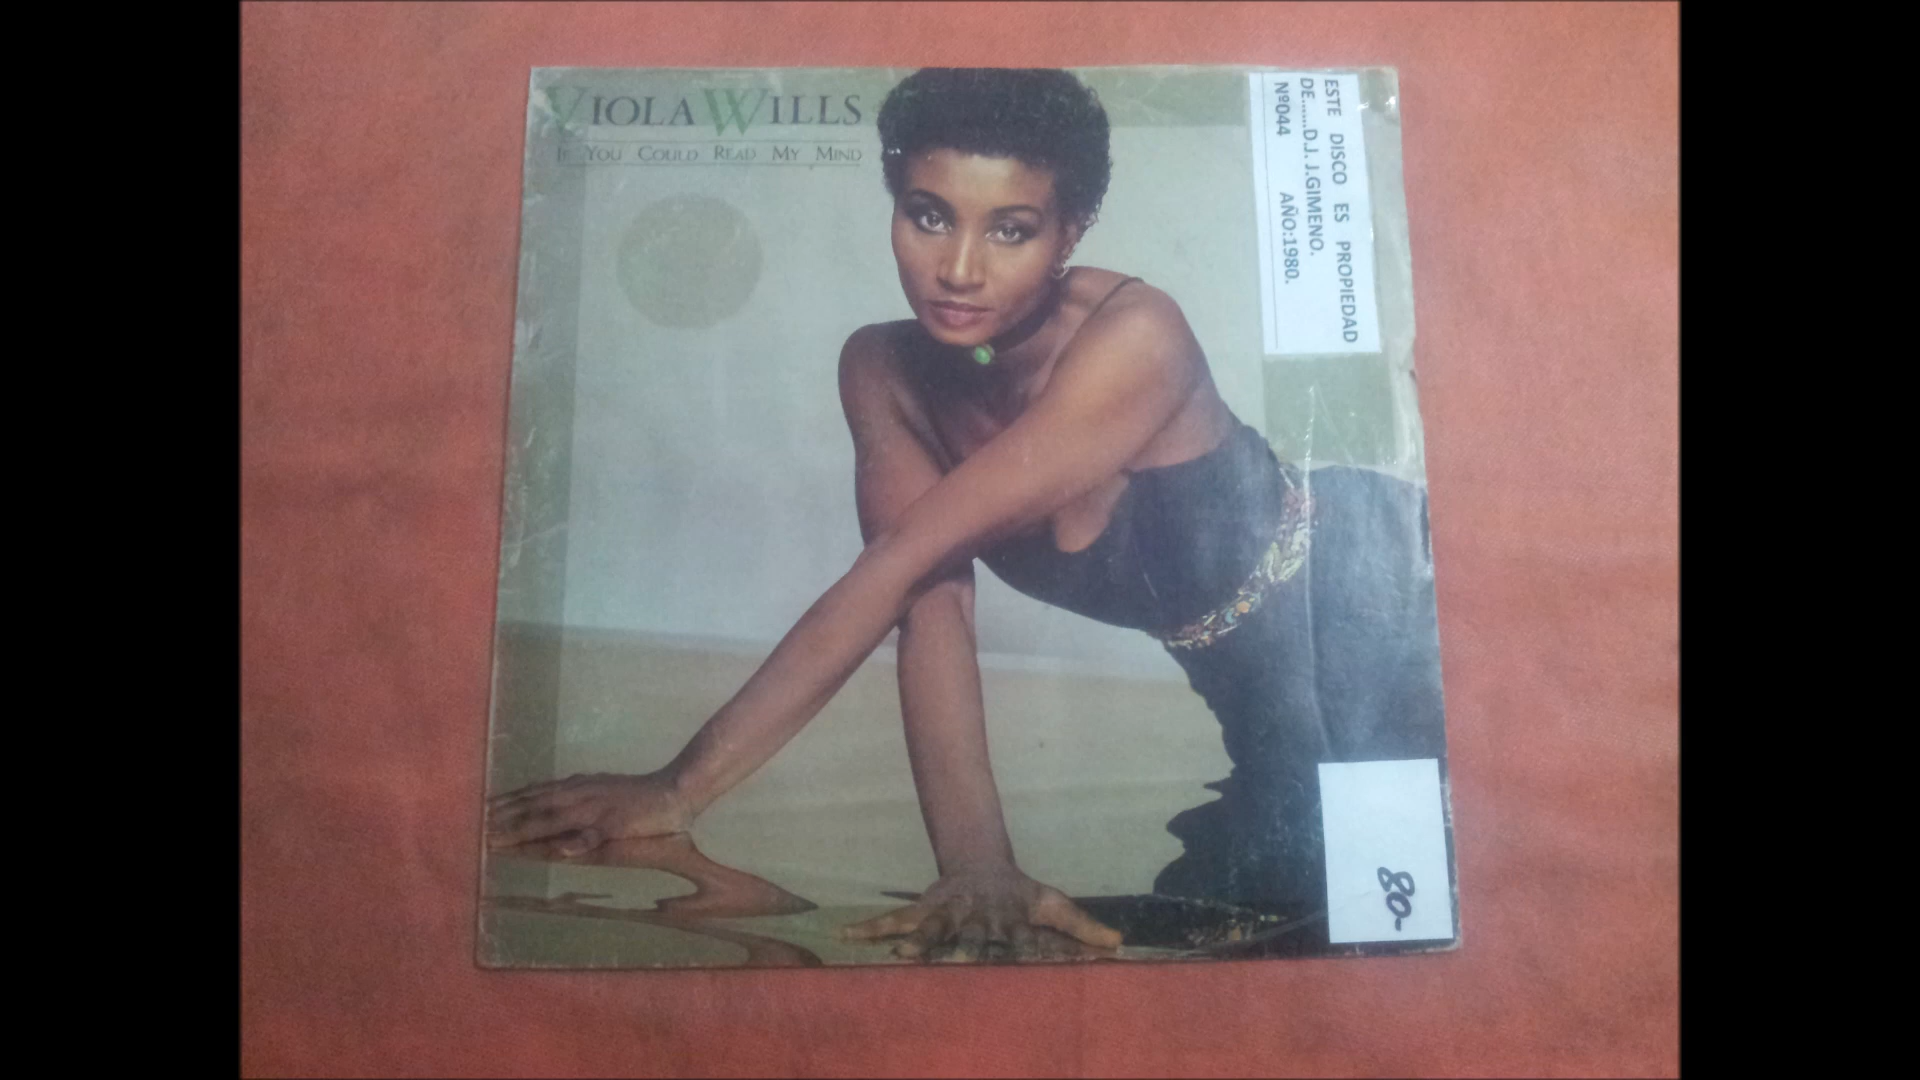 VIOLA WILLS
IF YOU COULD READ MY MIND
ESTE DISCO ES PROPIEDAD
DE......D.J. J.GIMENO.
Nº044 AÑO:1980.
80-